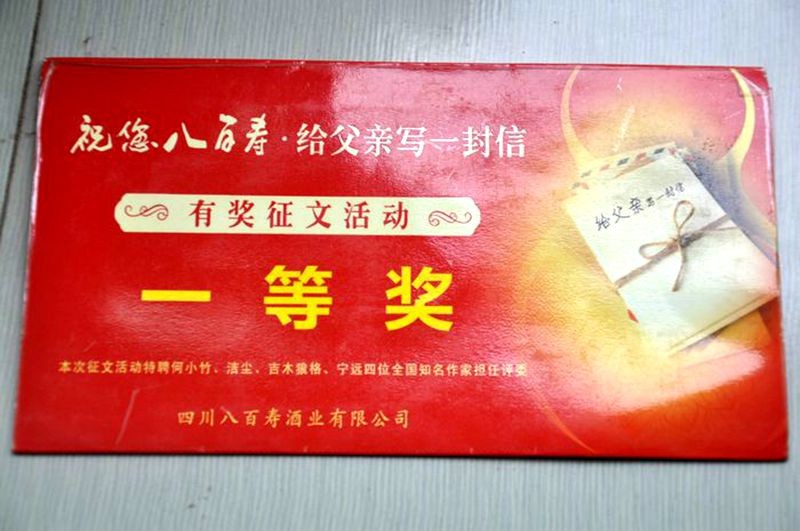 祝您八百寿·给父亲写一封信
给父亲写一封信
有奖征文活动
一等奖
本次征文活动特聘何小竹、洁尘、吉木狼格、宁远四位全国知名作家担任评委
四川八百寿酒业有限公司